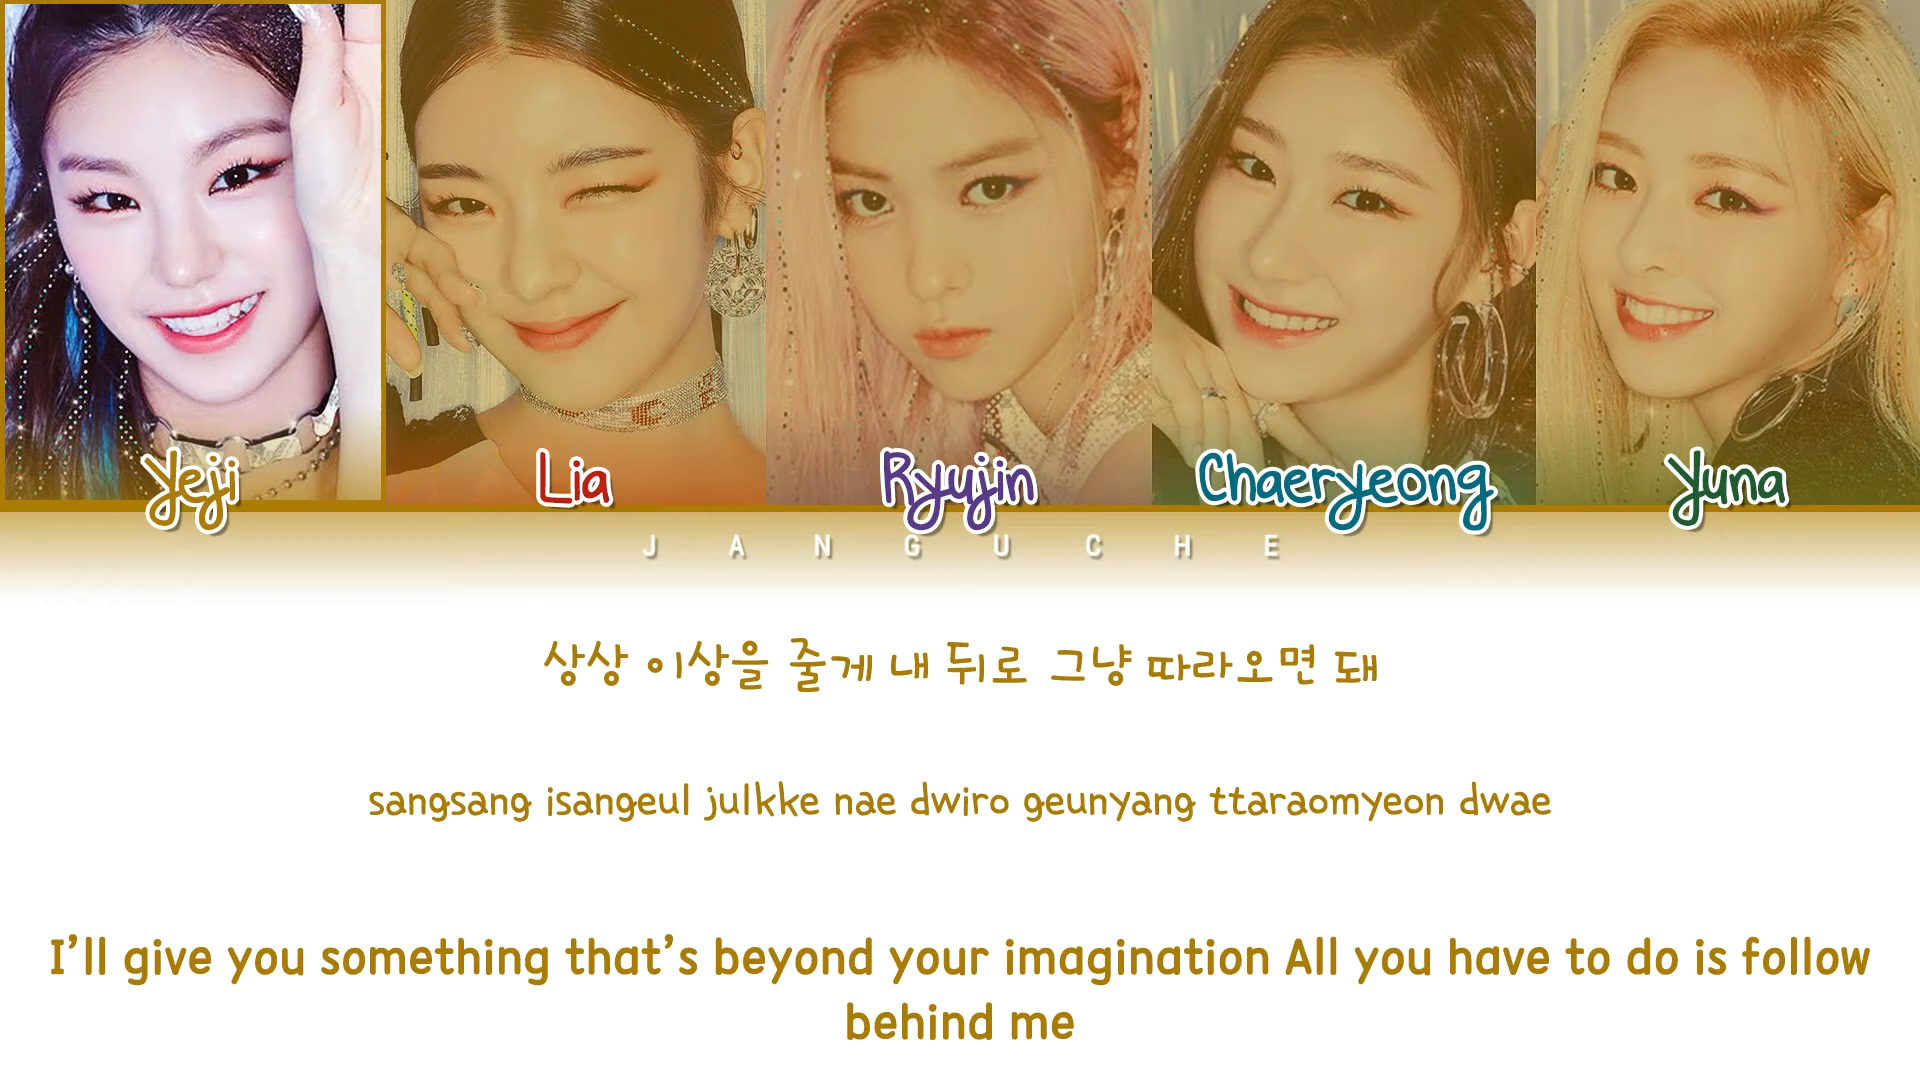 Yeji Lia Ryujin Chaeryeong Yuna
JANGUCHE
상상 이상을 줄게 내 뒤로 그냥 따라오면 돼
sangsang isangeul julkke nae dwiro geunyang ttaraomyeon dwae
I’ll give you something that’s beyond your imagination All you have to do is follow
behind me